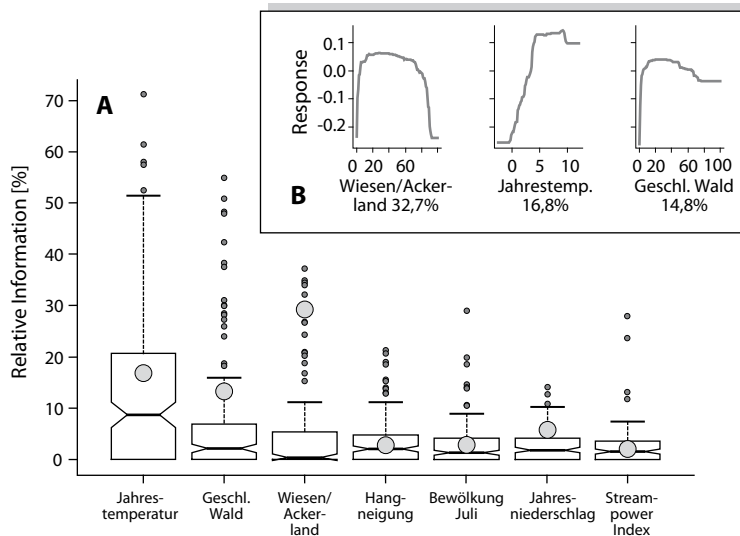 A
Relative Information [%]
70
60
50
40
30
20
10
0
Jahres-
temperatur
Geschl.
Wald
Wiesen/
Acker-
land
Hang-
neigung
Bewölkung
Juli
Jahres-
niederschlag
Stream-
power
Index
B
Response
0.1
0.0
-0.1
-0.2
0 20 60
Wiesen/Acker-
land 32,7%
0 5 10
Jahrestemp.
16,8%
0 20 60 100
Geschl. Wald
14,8%